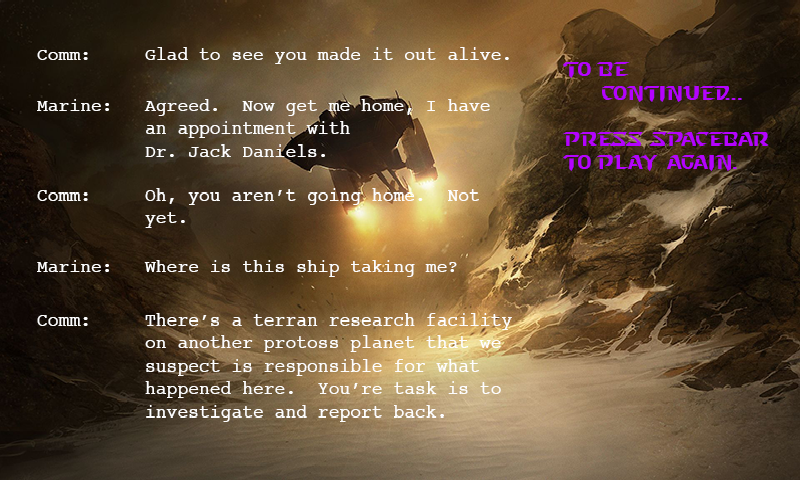 Comm: Glad to see you made it out alive.
Marine: Agreed.  Now get me home, I have
an appointment with
Dr. Jack Daniels.
Comm: Oh, you aren't going home.  Not
yet.
Marine: Where is this ship taking me?
Comm: There's a terran research facility
on another protoss planet that we
suspect is responsible for what
happened here.  You're task is to
investigate and report back.
TO BE
CONTINUED...
PRESS SPACEBAR
TO PLAY AGAIN